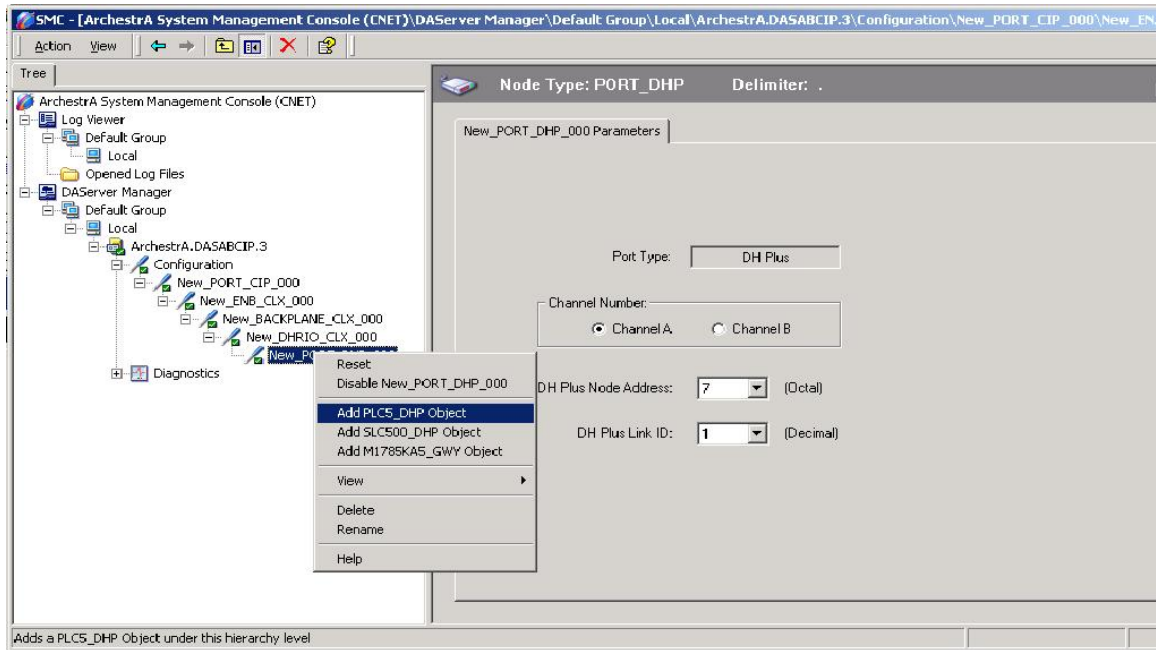 SMC - [ArchestrA System Management Console (CNET)\DAServer Manager\Default Group\Local\ArchestrA.DASABCIP.3\Configuration\New_PORT_CIP_000\New_EN
Action View
Tree
ArchestrA System Management Console (CNET)
Log Viewer
Default Group
Local
Opened Log Files
DAServer Manager
Default Group
Local
ArchestrA.DASABCIP.3
Configuration
New_PORT_CIP_000
New_ENB_CLX_000
New_BACKPLANE_CLX_000
New_DHRIO_CLX_000
Diagnostics
Reset
Disable New_PORT_DHP_000
Add PLC5_DHP Object
Add SLC500_DHP Object
Add M1785KA5_GWY Object
View
Delete
Rename
Help
Node Type: PORT_DHP Delimiter: .
New_PORT_DHP_000 Parameters
Port Type: DH Plus
Channel Number:
Channel A Channel B
DH Plus Node Address: 7 (Octal)
DH Plus Link ID: 1 (Decimal)
Adds a PLC5_DHP Object under this hierarchy level